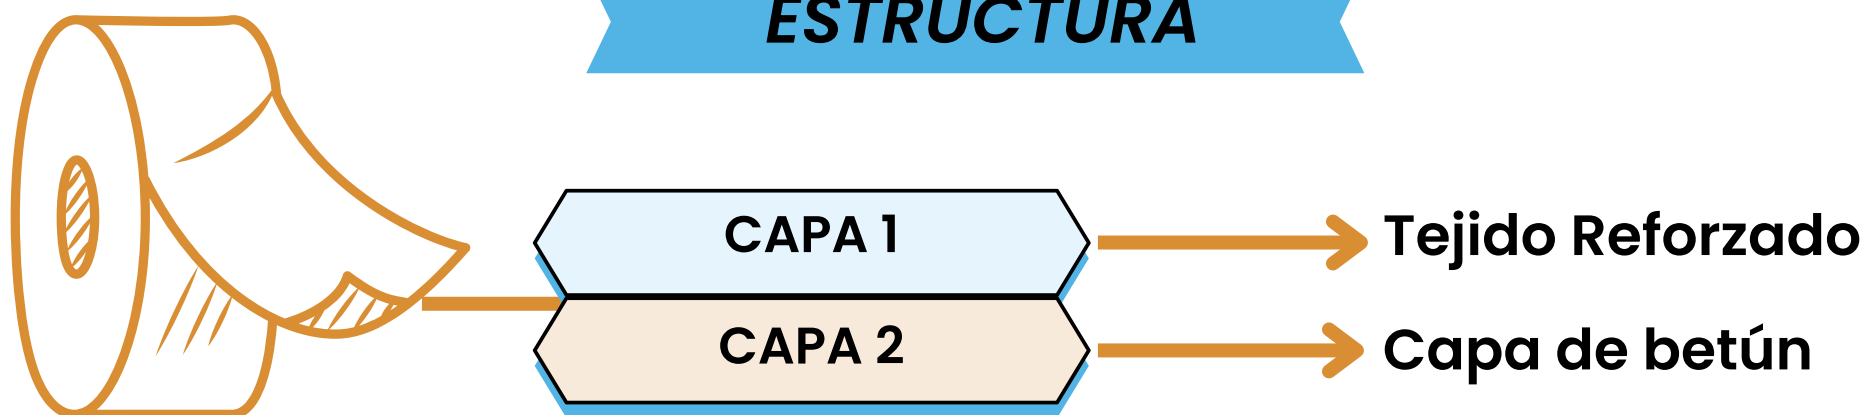 ESTRUCTURA
CAPA 1
Tejido Reforzado
CAPA 2
Capa de betún